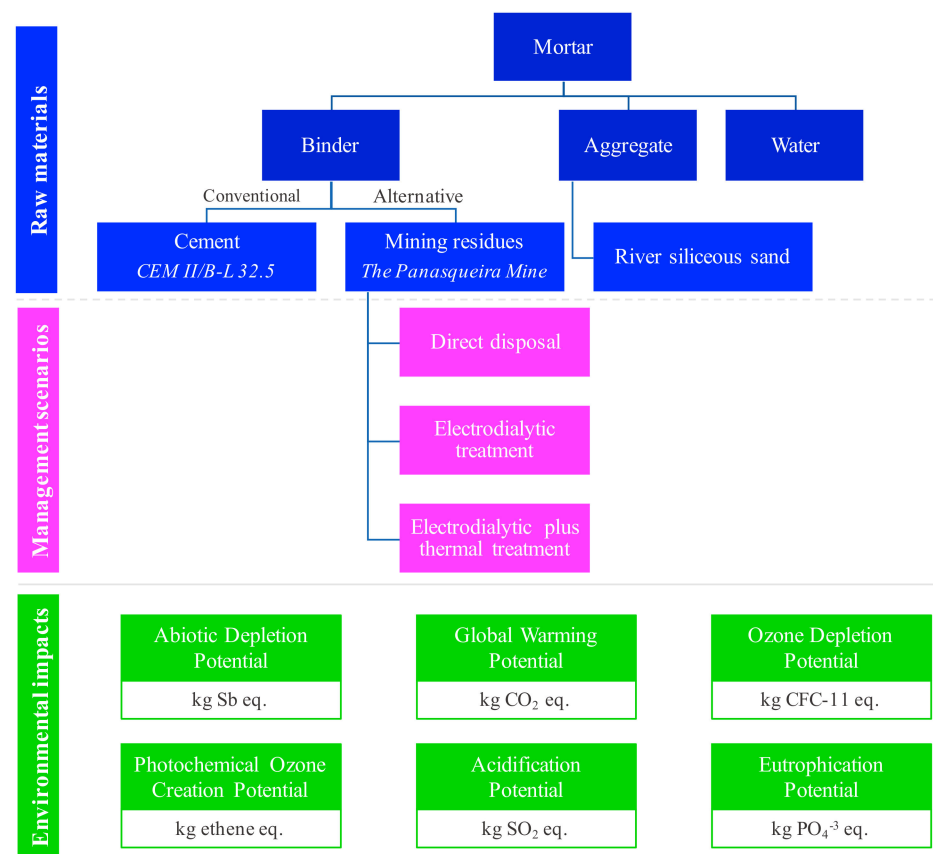 Raw materials
Mortar
Binder
Aggregate
Water
Conventional
Alternative
Cement
CEM II/B-L 32.5
Mining residues
The Panasqueira Mine
River siliceous sand
Management scenarios
Direct disposal
Electrodialytic
treatment
Electrodialytic plus
thermal treatment
Environmental impacts
Abiotic Depletion
Potential
kg Sb eq.
Global Warming
Potential
kg CO₂ eq.
Ozone Depletion
Potential
kg CFC-11 eq.
Photochemical Ozone
Creation Potential
kg ethene eq.
Acidification
Potential
kg SO₂ eq.
Eutrophication
Potential
kg PO₄⁻³ eq.